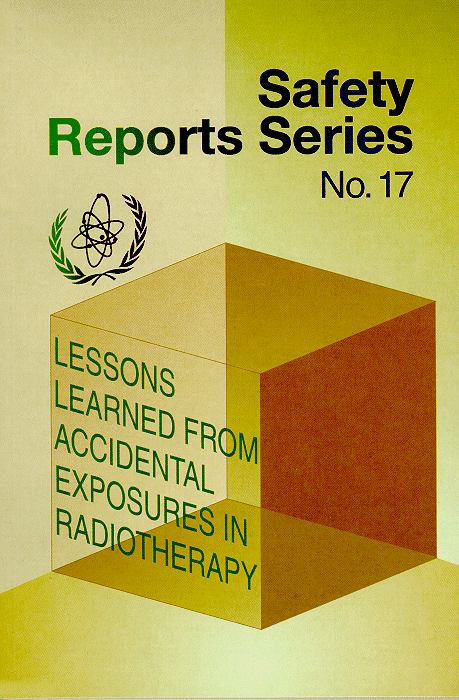 Safety
Reports Series
No. 17
LESSONS
LEARNED FROM
ACCIDENTAL
EXPOSURES IN
RADIOTHERAPY